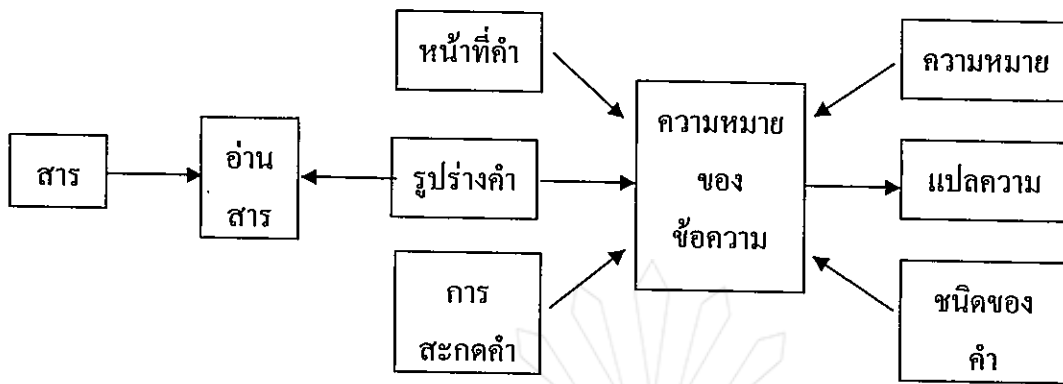 สาร
อ่าน
สาร
หน้าที่คำ
รูปร่างคำ
การ
สะกดคำ
ความหมาย
ของ
ข้อความ
ความหมาย
แปลความ
ชนิดของ
คำ